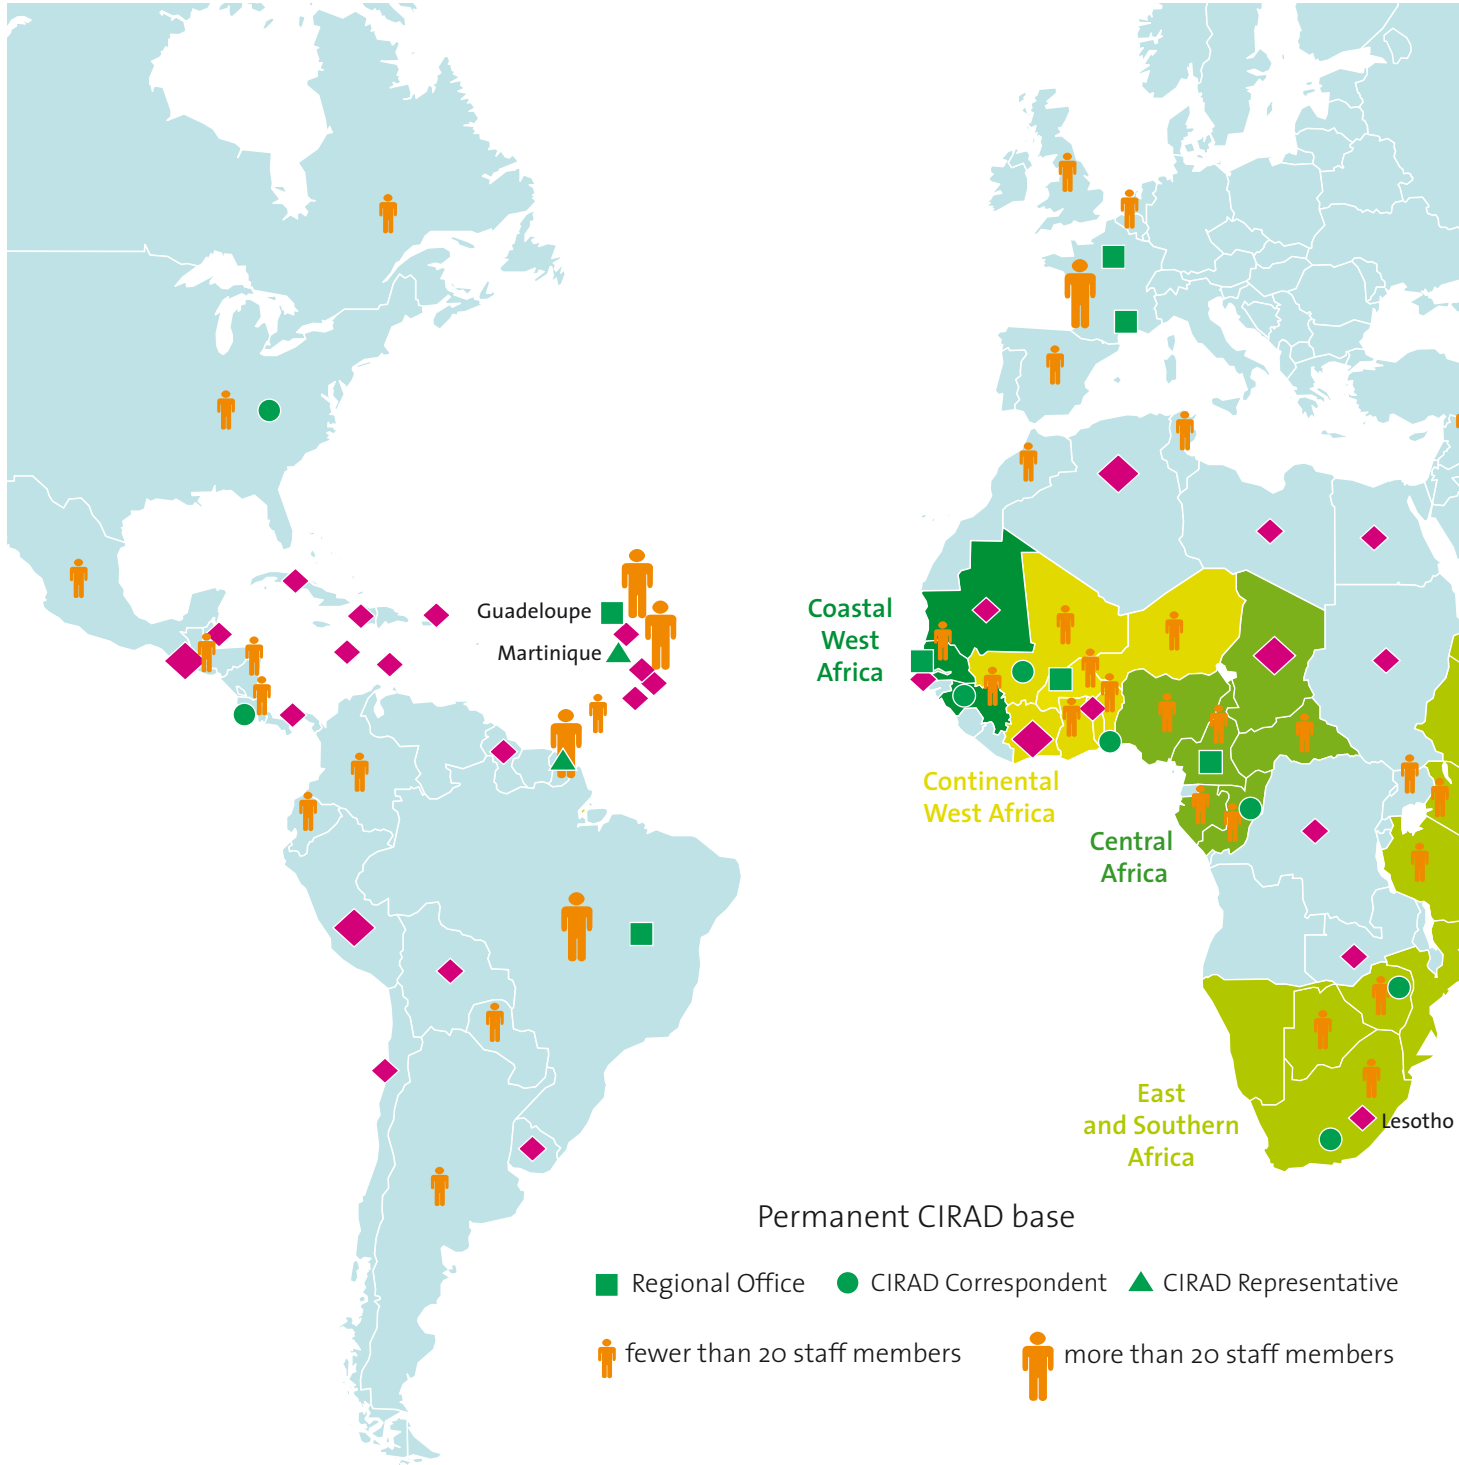 Guadeloupe
Martinique
Coastal
West
Africa
Continental
West Africa
Central
Africa
East
and Southern
Africa
Lesotho
Permanent CIRAD base
Regional Office
CIRAD Correspondent
CIRAD Representative
fewer than 20 staff members
more than 20 staff members